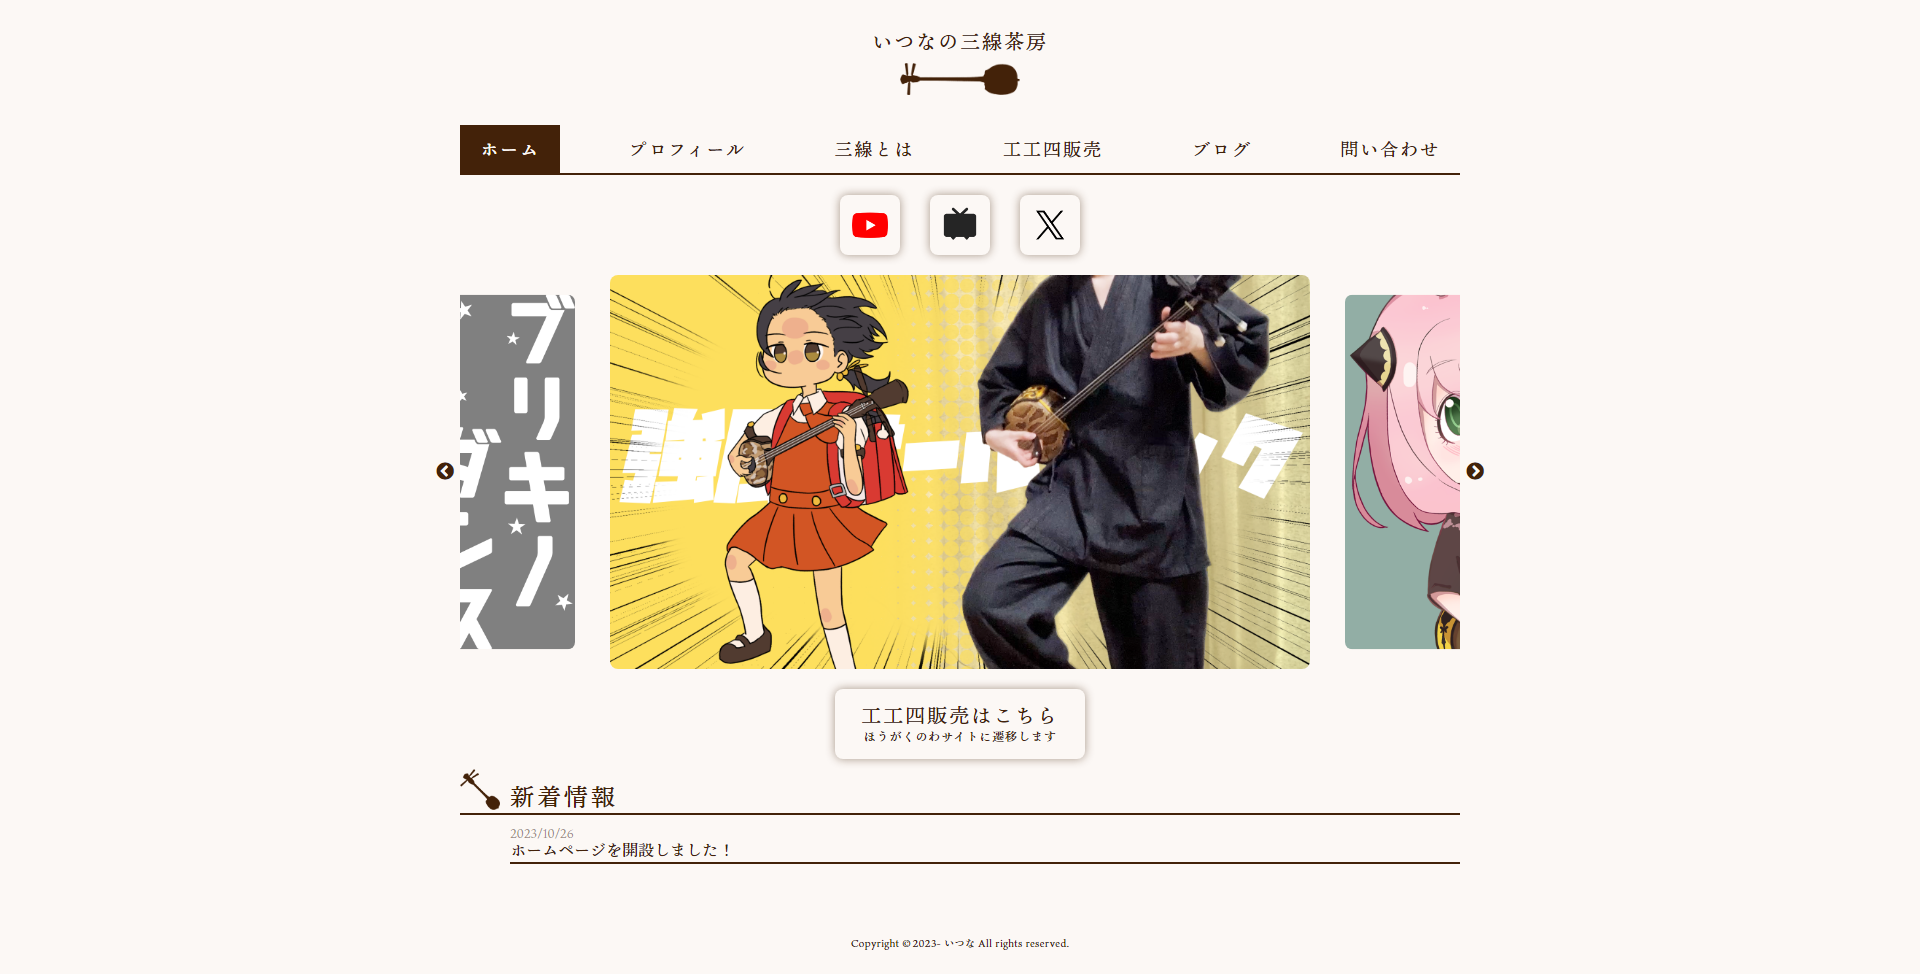 いつなの三線茶房
ホーム
プロフィール
三線とは
工工四販売
ブログ
問い合わせ
ブリキノ
ダンス
強
ク
工工四販売はこちら
ほうがくのわサイトに遷移します
新着情報
2023/10/26
ホームページを開設しました！
Copyright © 2023- いつな All rights reserved.